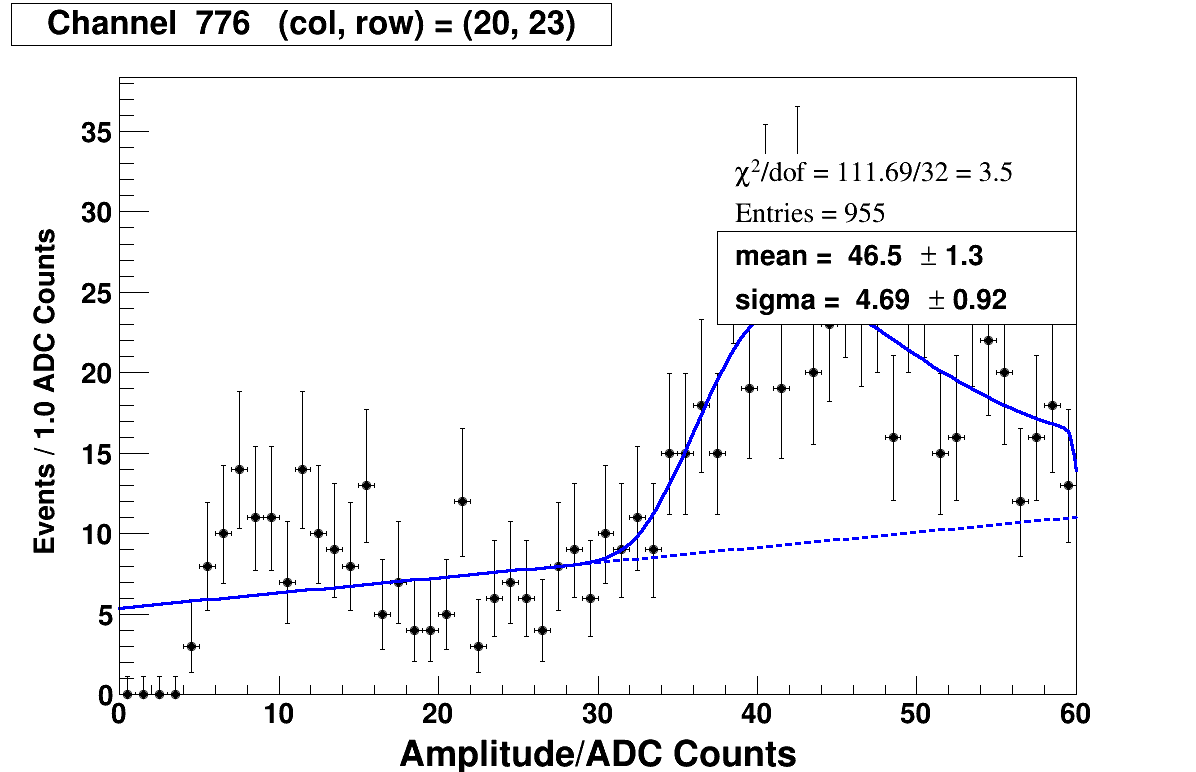 Channel 776 (col, row) = (20, 23)
χ²/dof = 111.69/32 = 3.5
Entries = 955
mean = 46.5 ± 1.3
sigma = 4.69 ± 0.92
Events / 1.0 ADC Counts
35
30
25
20
15
10
5
0
0 10 20 30 40 50 60
Amplitude/ADC Counts